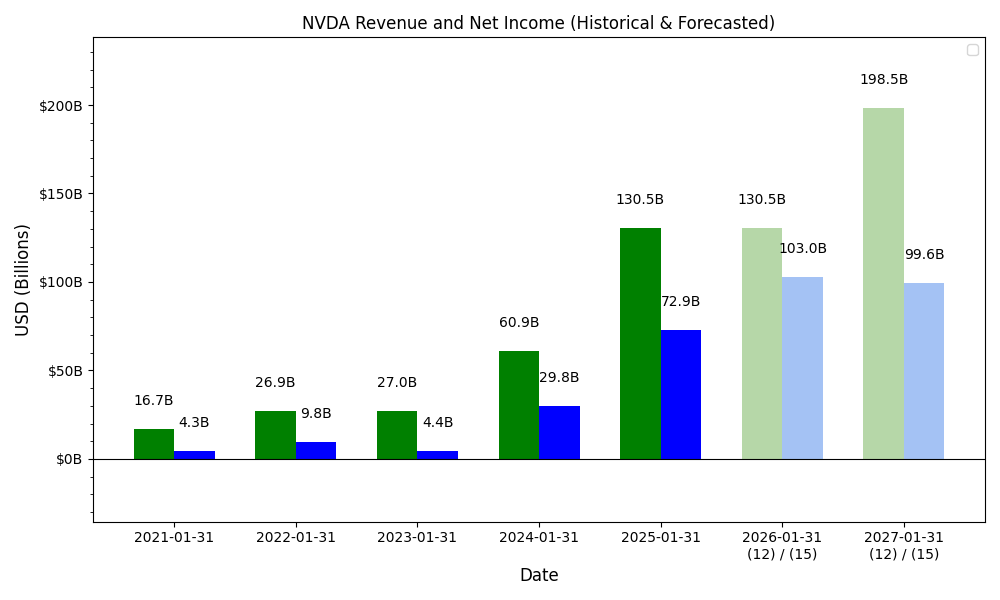 NVDA Revenue and Net Income (Historical & Forecasted)
198.5B
$200B
$150B
130.5B
130.5B
103.0B
99.6B
$100B
72.9B
60.9B
$50B
29.8B
26.9B
27.0B
16.7B
9.8B
4.3B
4.4B
$0B
USD (Billions)
2021-01-31
2022-01-31
2023-01-31
2024-01-31
2025-01-31
2026-01-31
(12) / (15)
2027-01-31
(12) / (15)
Date